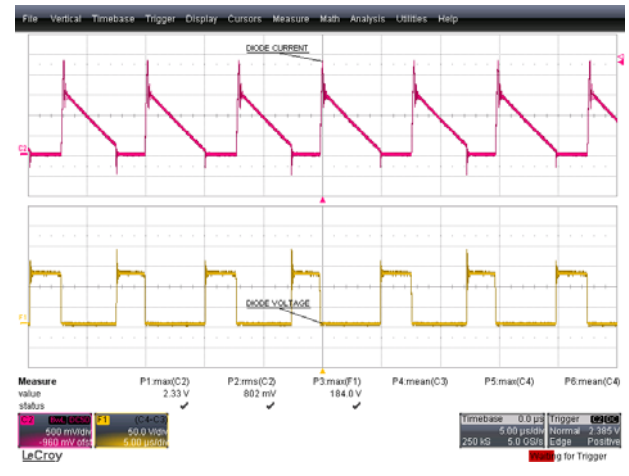 File Vertical Timebase Trigger Display Cursors Measure Math Analysis Utilities Help
DIODE CURRENT
C2
DIODE VOLTAGE
F1
Measure P1:max(C2) P2:rms(C2) P3:max(F1) P4:mean(C3) P5:max(C4) P6:mean(C4)
value 2.33 V 802 mV 184.0 V
status
C2 DC50 F1 (C4-C3) Timebase 0.0 µs Trigger C2 DC
500 mV/div 50.0 V/div 5.00 µs/div Normal 2.385 V
-960 mV ofst 5.00 µs/div 250 kS 5.0 GS/s Edge Positive
LeCroy Waiting for Trigger